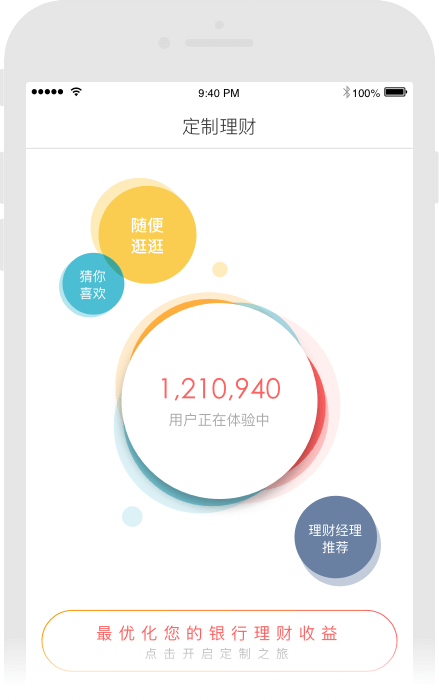 9:40 PM
100%
定制理财
随便
逛逛
猜你
喜欢
1,210,940
用户正在体验中
理财经理
推荐
最优化您的银行理财收益
点击开启定制之旅